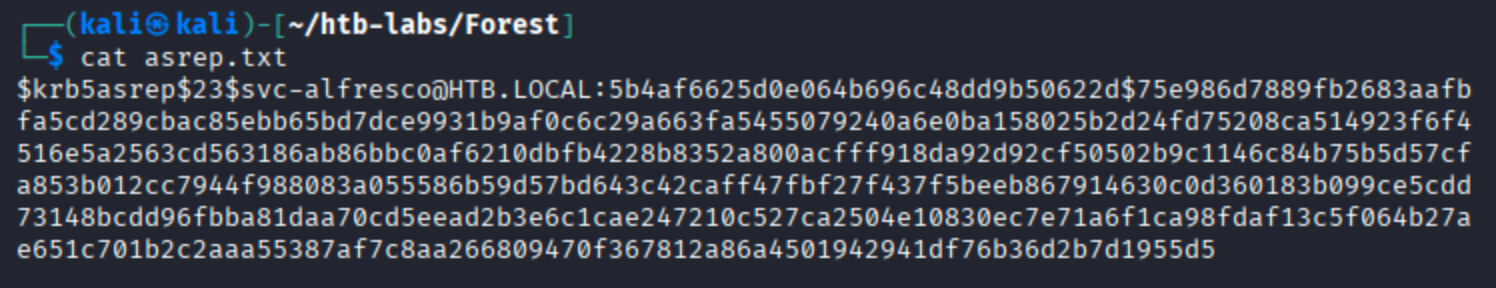 ┌──(kali㉿kali)-[~/htb-labs/Forest]
└─$ cat asrep.txt
$krb5asrep$23$svc-alfresco@HTB.LOCAL:5b4af6625d0e064b696c48dd9b50622d$75e986d7889fb2683aafb
fa5cd289cbac85ebb65bd7dce9931b9af0c6c29a663fa5455079240a6e0ba158025b2d24fd75208ca514923f6f4
516e5a2563cd563186ab86bbc0af6210dbfb4228b8352a800acfff918da92d92cf50502b9c1146c84b75b5d57cf
a853b012cc7944f988083a055586b59d57bd643c42caff47fbf27f437f5beeb867914630c0d360183b099ce5cdd
73148bcdd96fbba81daa70cd5eead2b3e6c1cae247210c527ca2504e10830ec7e71a6f1ca98fdaf13c5f064b27a
e651c701b2c2aaa55387af7c8aa266809470f367812a86a4501942941df76b36d2b7d1955d5